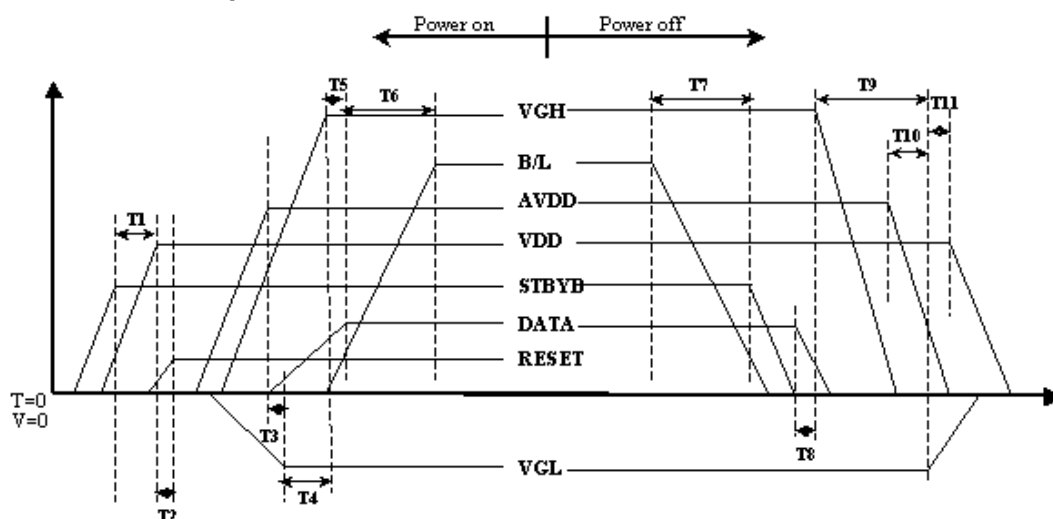 Power on Power off
T5 T6 T7 T9
T11
VGH
T10
B/L
AVDD
T1
VDD
STBYB
DATA
RESET
T=0
V=0
T3 T8
VGL
T4
T2